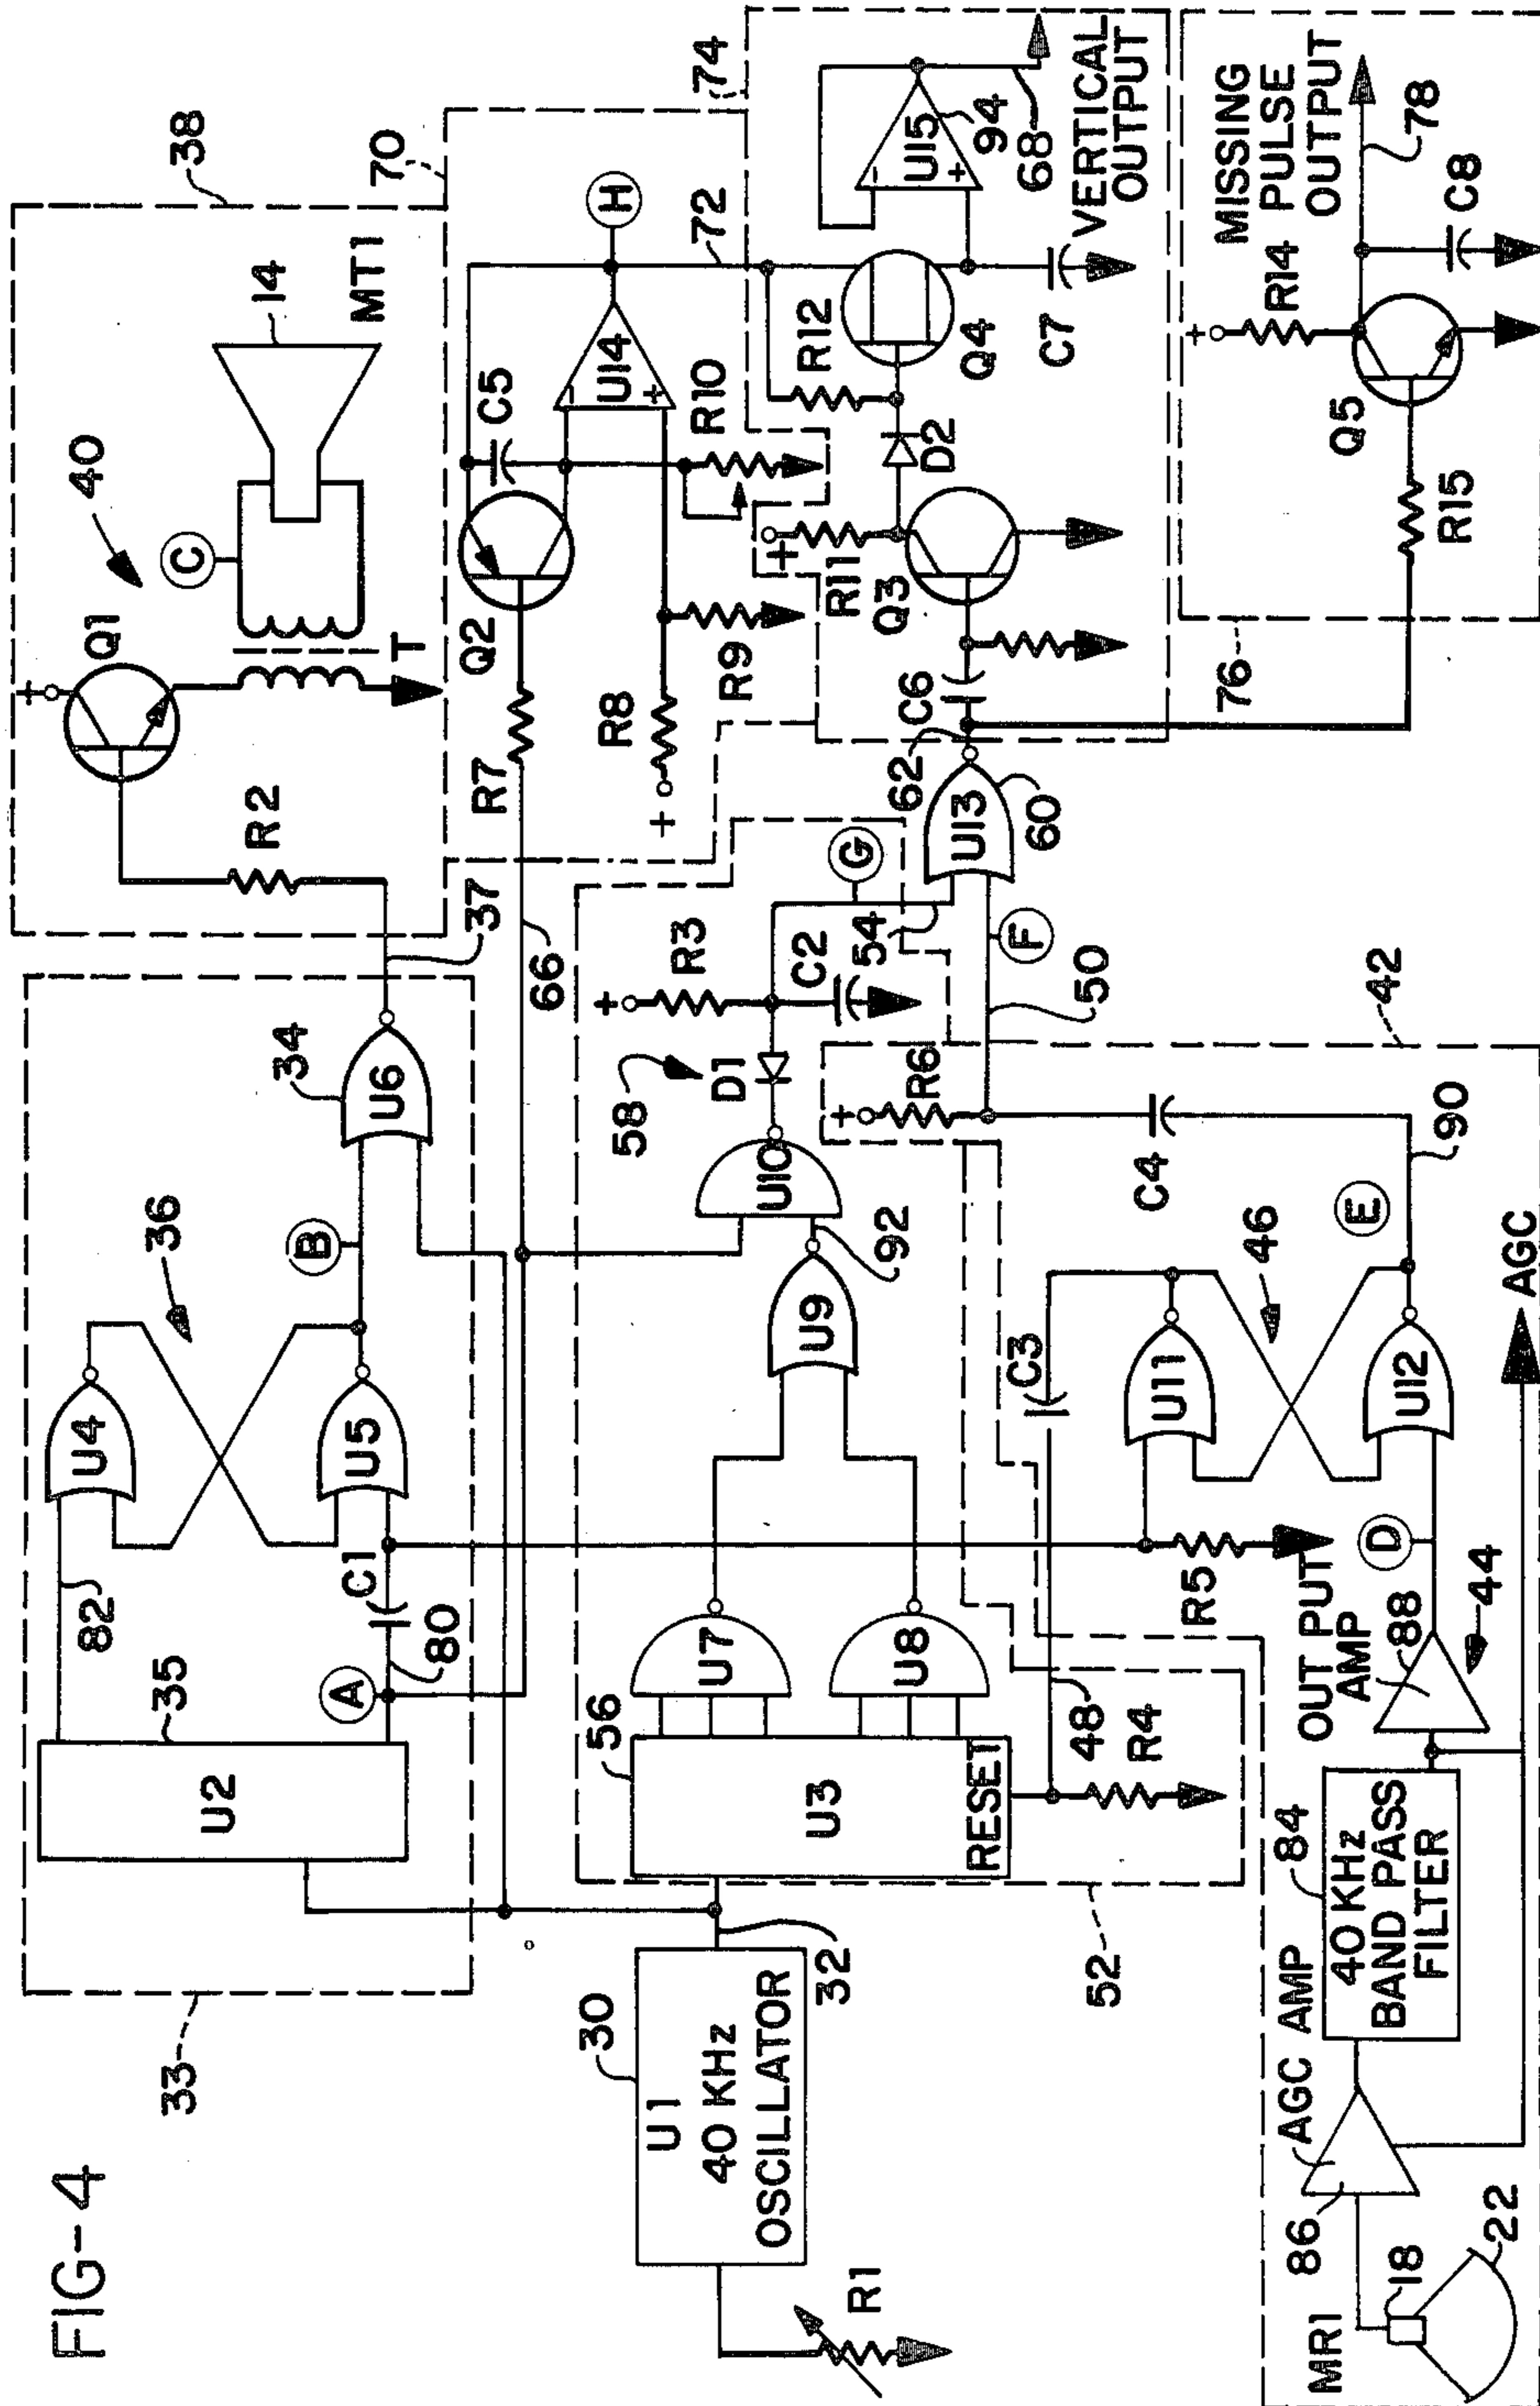 FIG-4
33
35
U2
82
A
80
C1
U4
U5
36
B
34
U6
37
R2
Q1
+
40
C
T
14
MT1
38
30
U1
40 KHz
OSCILLATOR
R1
32
52
56
U3
RESET
48
R4
U7
U8
U9
92
U10
58
D1
+
R3
C2
54
G
66
R7
Q2
C5
R8
+
R9
U14
-
+
R10
H
70
72
74
R11
+
Q3
D2
R12
Q4
C7
U15
-
+
94
68
VERTICAL
OUTPUT
C6
62
U13
60
F
50
+
R6
C4
42
90
E
46
C3
U11
U12
R5
D
OUT PUT
AMP
88
44
AGC
84
40 KHz
BAND PASS
FILTER
AGC AMP
86
MR1
18
22
76
R15
Q5
+
R14
C8
78
MISSING
PULSE
OUTPUT